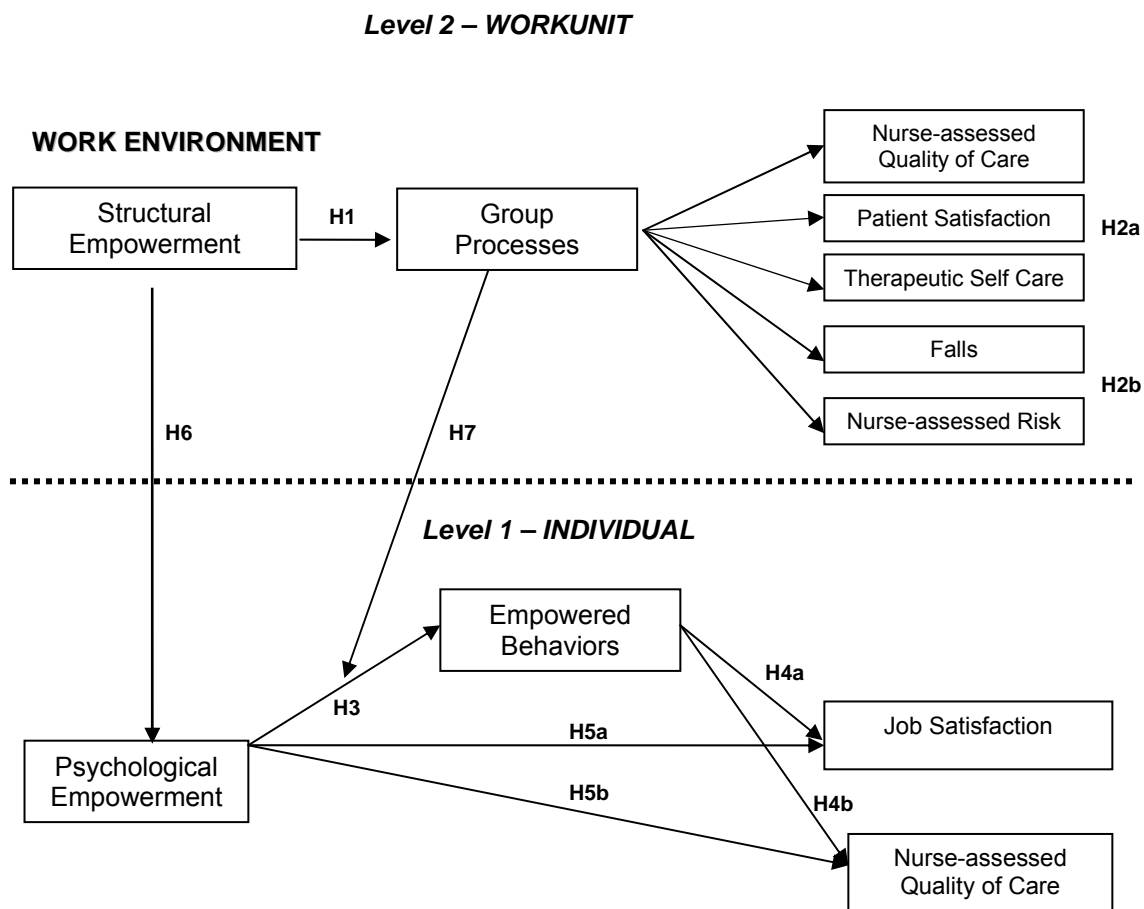 Level 2 – WORKUNIT
WORK ENVIRONMENT
Structural
Empowerment
H1
Group
Processes
Nurse-assessed
Quality of Care
Patient Satisfaction
H2a
Therapeutic Self Care
Falls
H2b
Nurse-assessed Risk
H6
H7
Level 1 – INDIVIDUAL
Empowered
Behaviors
H3
H4a
Job Satisfaction
H5a
Psychological
Empowerment
H5b
H4b
Nurse-assessed
Quality of Care